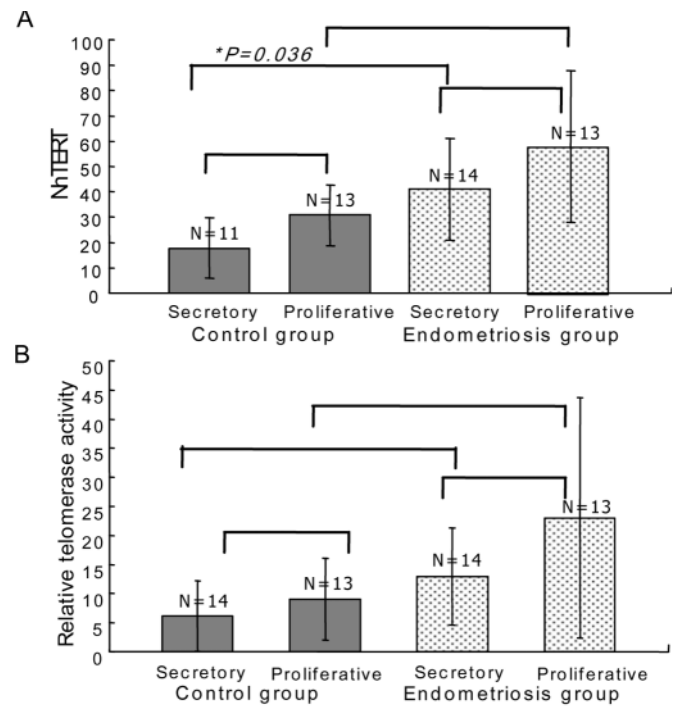 A
100
90
80
70
60
50
40
30
20
10
0
NhTERT
*P=0.036
N=11
N=13
N=14
N=13
Secretory Proliferative Secretory Proliferative
Control group Endometriosis group
B
50
45
40
35
30
25
20
15
10
5
0
Relative telomerase activity
N=14
N=13
N=14
N=13
Secretory Proliferative Secretory Proliferative
Control group Endometriosis group